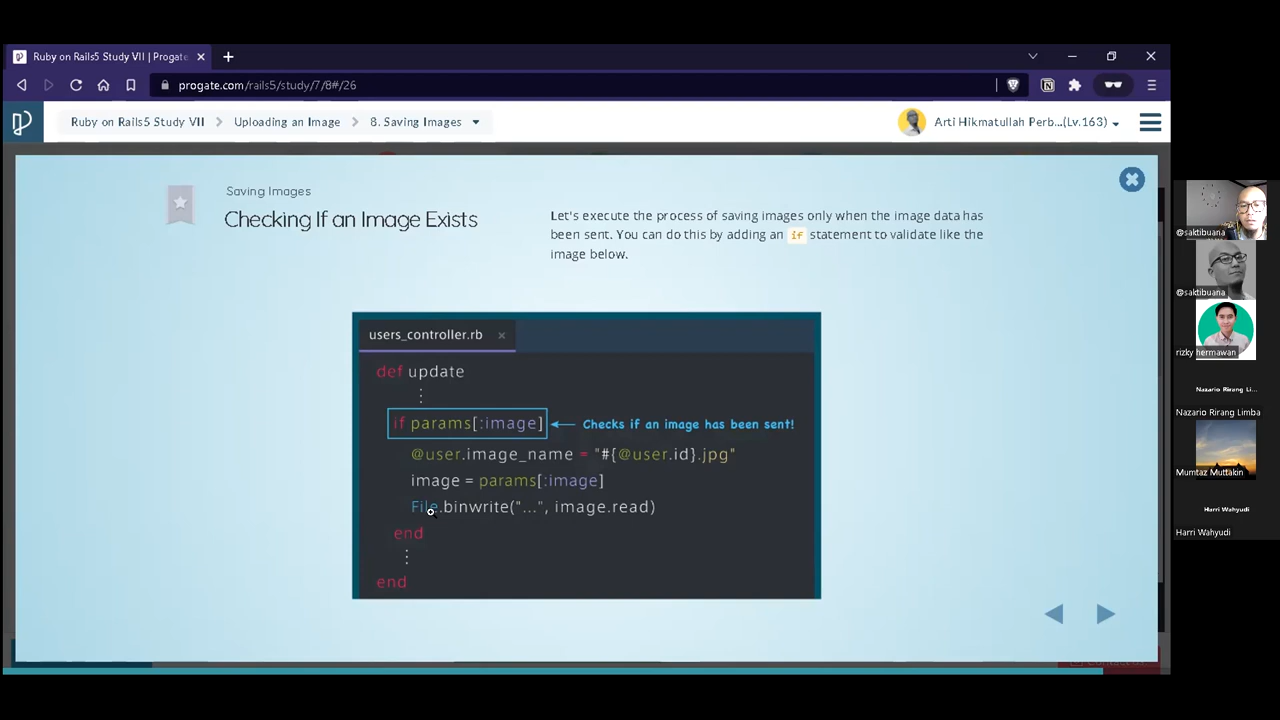 Ruby on Rails5 Study VII | Progate
progate.com/rails5/study/7/8#/26
Ruby on Rails5 Study VII
Uploading an Image
8. Saving Images
Arti Hikmatullah Perb...(Lv.163)
Saving Images
Checking If an Image Exists
Let's execute the process of saving images only when the image data has
been sent. You can do this by adding an if statement to validate like the
image below.
users_controller.rb
def update
if params[:image]
Checks if an image has been sent!
@user.image_name = "#{@user.id}.jpg"
image = params[:image]
File.binwrite("...", image.read)
end
end
@saktibuana
@saktibuana
rizky hermawan
Nazario Rirang Li...
Nazario Rirang Limba
Mumtaz Muttakin
Harri Wahyudi
Harri Wahyudi